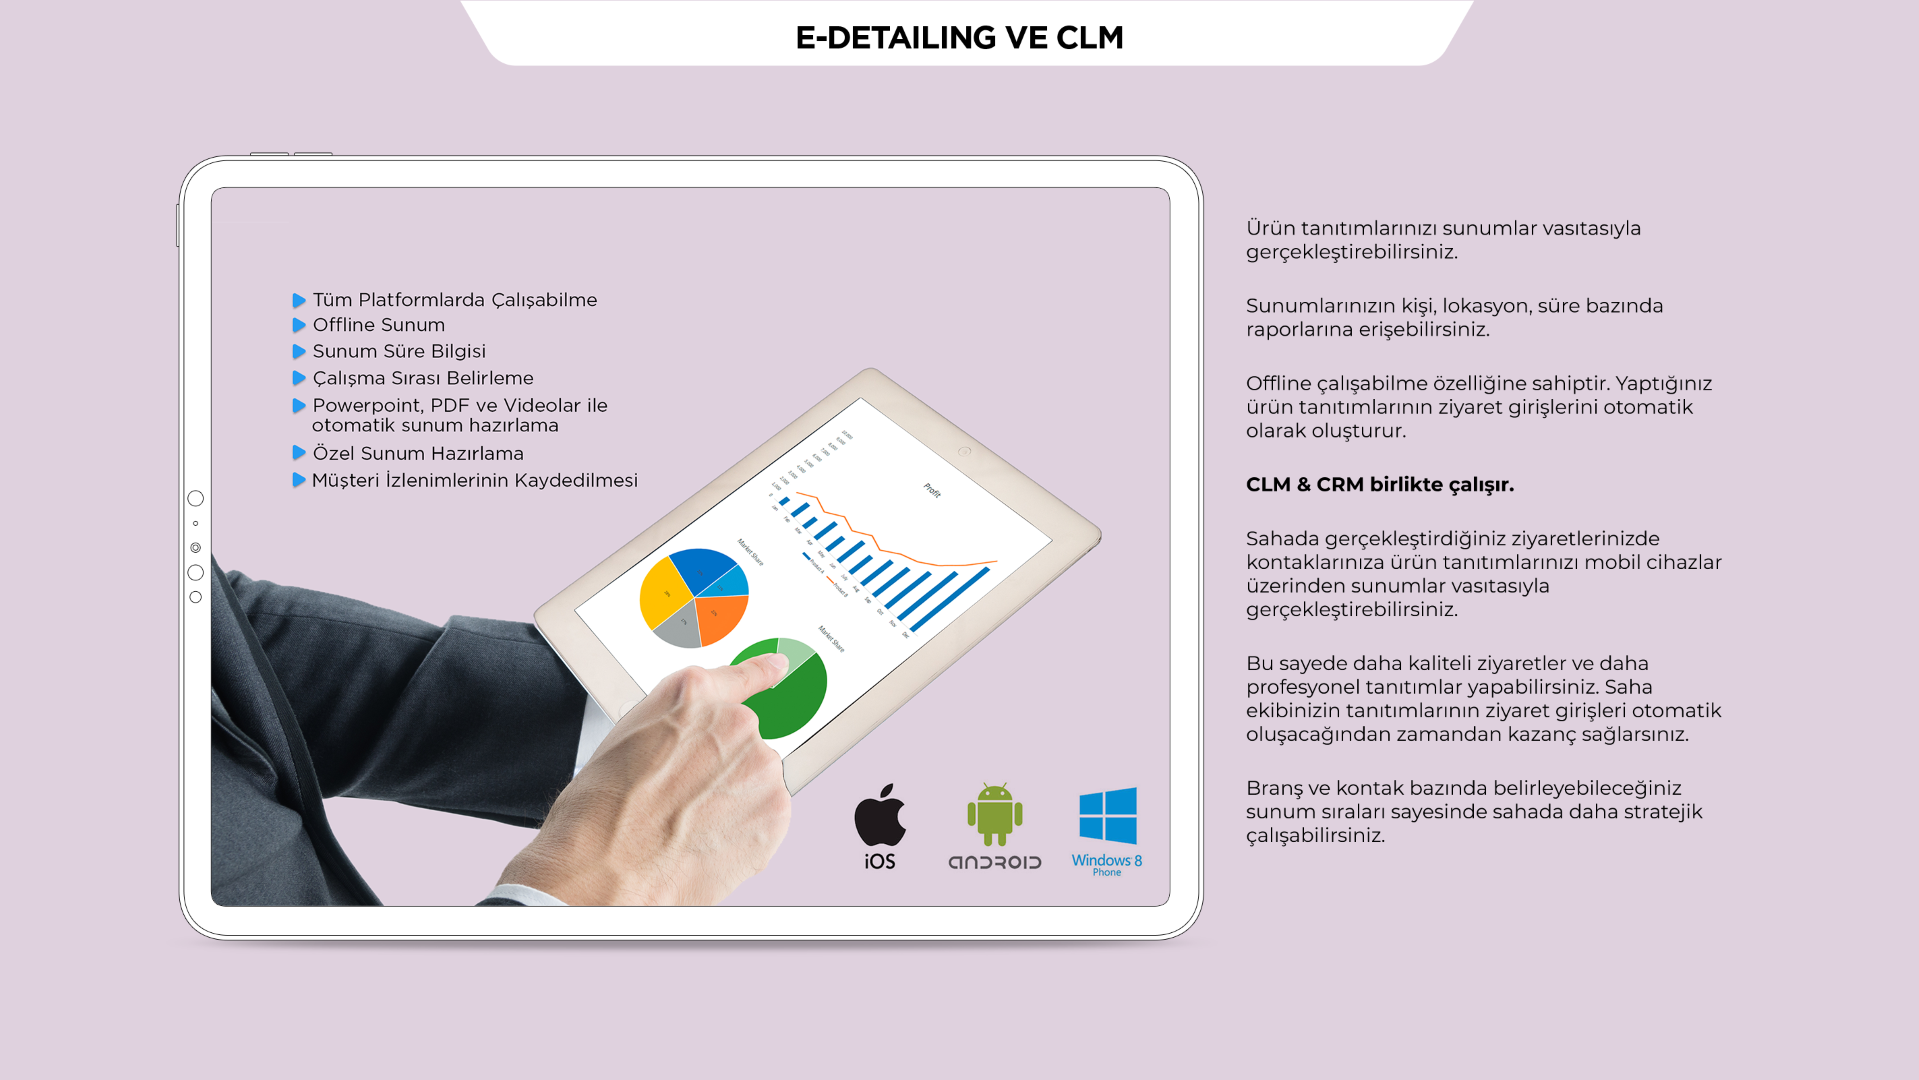 E-DETAILING VE CLM
Tüm Platformlarda Çalışabilme
Offline Sunum
Sunum Süre Bilgisi
Çalışma Sırası Belirleme
Powerpoint, PDF ve Videolar ile
otomatik sunum hazırlama
Özel Sunum Hazırlama
Müşteri İzlenimlerinin Kaydedilmesi
Profit
Market Share
Market Share
iOS
ANDROID
Windows 8
Phone
Ürün tanıtımlarınızı sunumlar vasıtasıyla
gerçekleştirebilirsiniz.
Sunumlarınızın kişi, lokasyon, süre bazında
raporlarına erişebilirsiniz.
Offline çalışabilme özelliğine sahiptir. Yaptığınız
ürün tanıtımlarının ziyaret girişlerini otomatik
olarak oluşturur.
CLM & CRM birlikte çalışır.
Sahada gerçekleştirdiğiniz ziyaretlerinizde
kontaklarınıza ürün tanıtımlarınızı mobil cihazlar
üzerinden sunumlar vasıtasıyla
gerçekleştirebilirsiniz.
Bu sayede daha kaliteli ziyaretler ve daha
profesyonel tanıtımlar yapabilirsiniz. Saha
ekibinizin tanıtımlarının ziyaret girişleri otomatik
oluşacağından zamandan kazanç sağlarsınız.
Branş ve kontak bazında belirleyebileceğiniz
sunum sıraları sayesinde sahada daha stratejik
çalışabilirsiniz.